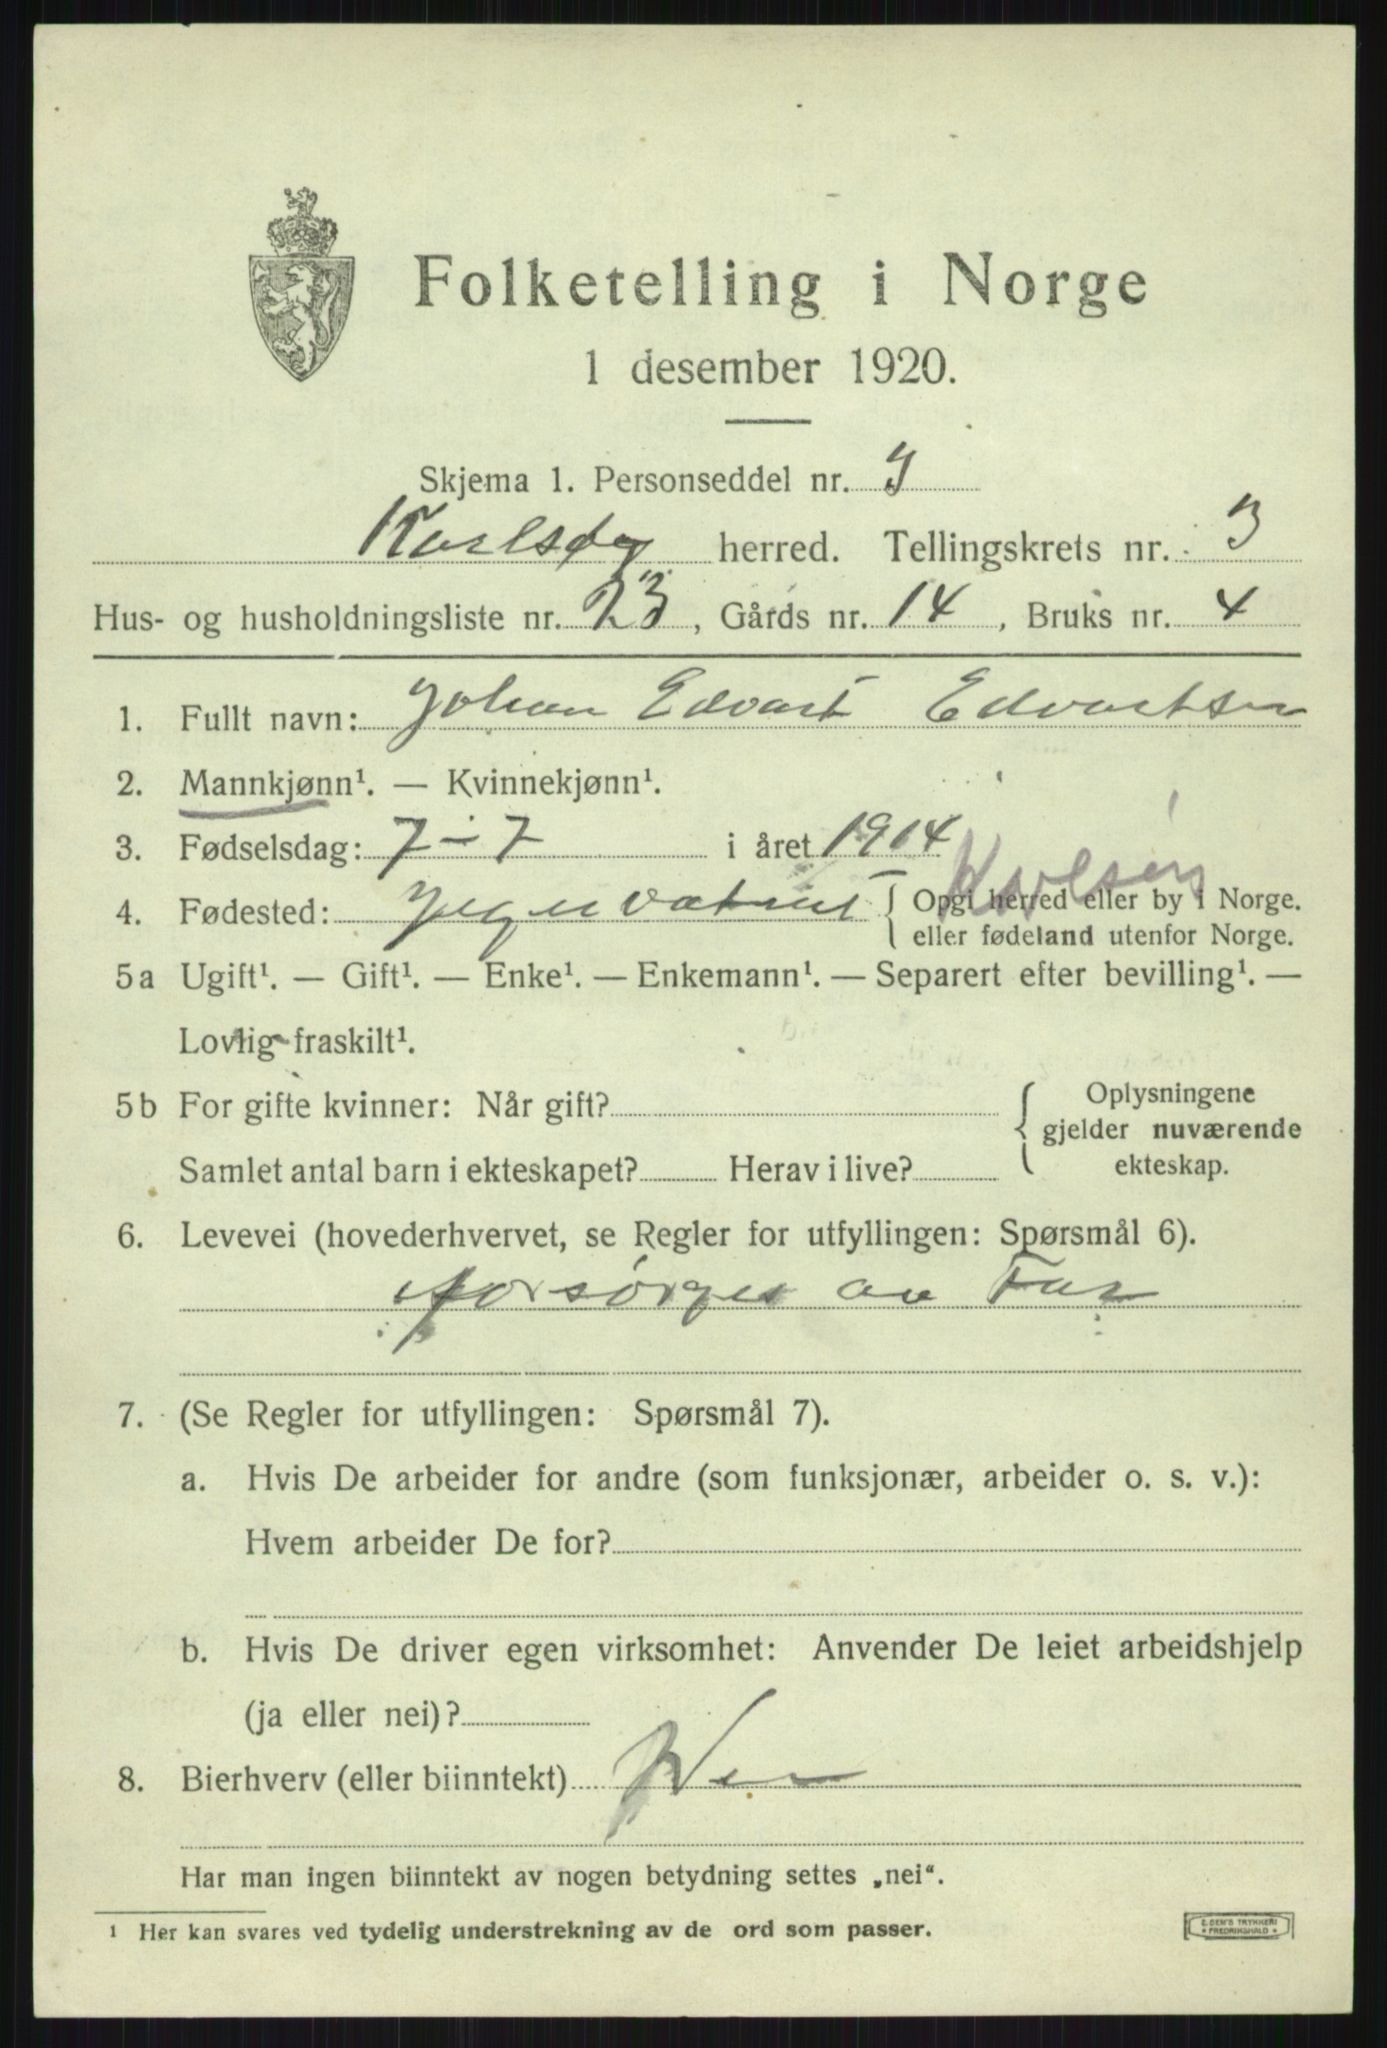 Folketelling i Norge
1 desember 1920.
Skjema 1. Personseddel nr. 3
Karlsøy herred. Tellingskrets nr. 3
Hus- og husholdningsliste nr. 23, Gårds nr. 14, Bruks nr. 4
1. Fullt navn: Johan Edvart Edvartsen
2. Mannkjønn¹. — Kvinnekjønn¹.
3. Fødselsdag: 7-7 i året 1914
Karlsøy
4. Fødested: Jegervatnet { Opgi herred eller by i Norge.
eller fødeland utenfor Norge.
5a Ugift¹. — Gift¹. — Enke¹. — Enkemann¹. — Separert efter bevilling¹. —
Lovlig fraskilt¹.
5b For gifte kvinner: Når gift? { Oplysningene
gjelder nuværende
Samlet antal barn i ekteskapet? Herav i live? ekteskap.
6. Levevei (hovederhvervet, se Regler for utfyllingen: Spørsmål 6).
forsørges av Far
7. (Se Regler for utfyllingen: Spørsmål 7).
a. Hvis De arbeider for andre (som funksjonær, arbeider o. s. v.):
Hvem arbeider De for?
b. Hvis De driver egen virksomhet: Anvender De leiet arbeidshjelp
(ja eller nei)?
8. Bierhverv (eller biinntekt) Nei
Har man ingen biinntekt av nogen betydning settes „nei“.
¹ Her kan svares ved tydelig understrekning av de ord som passer.
E. SEM'S TRYKKERI
FREDRIKSHALD